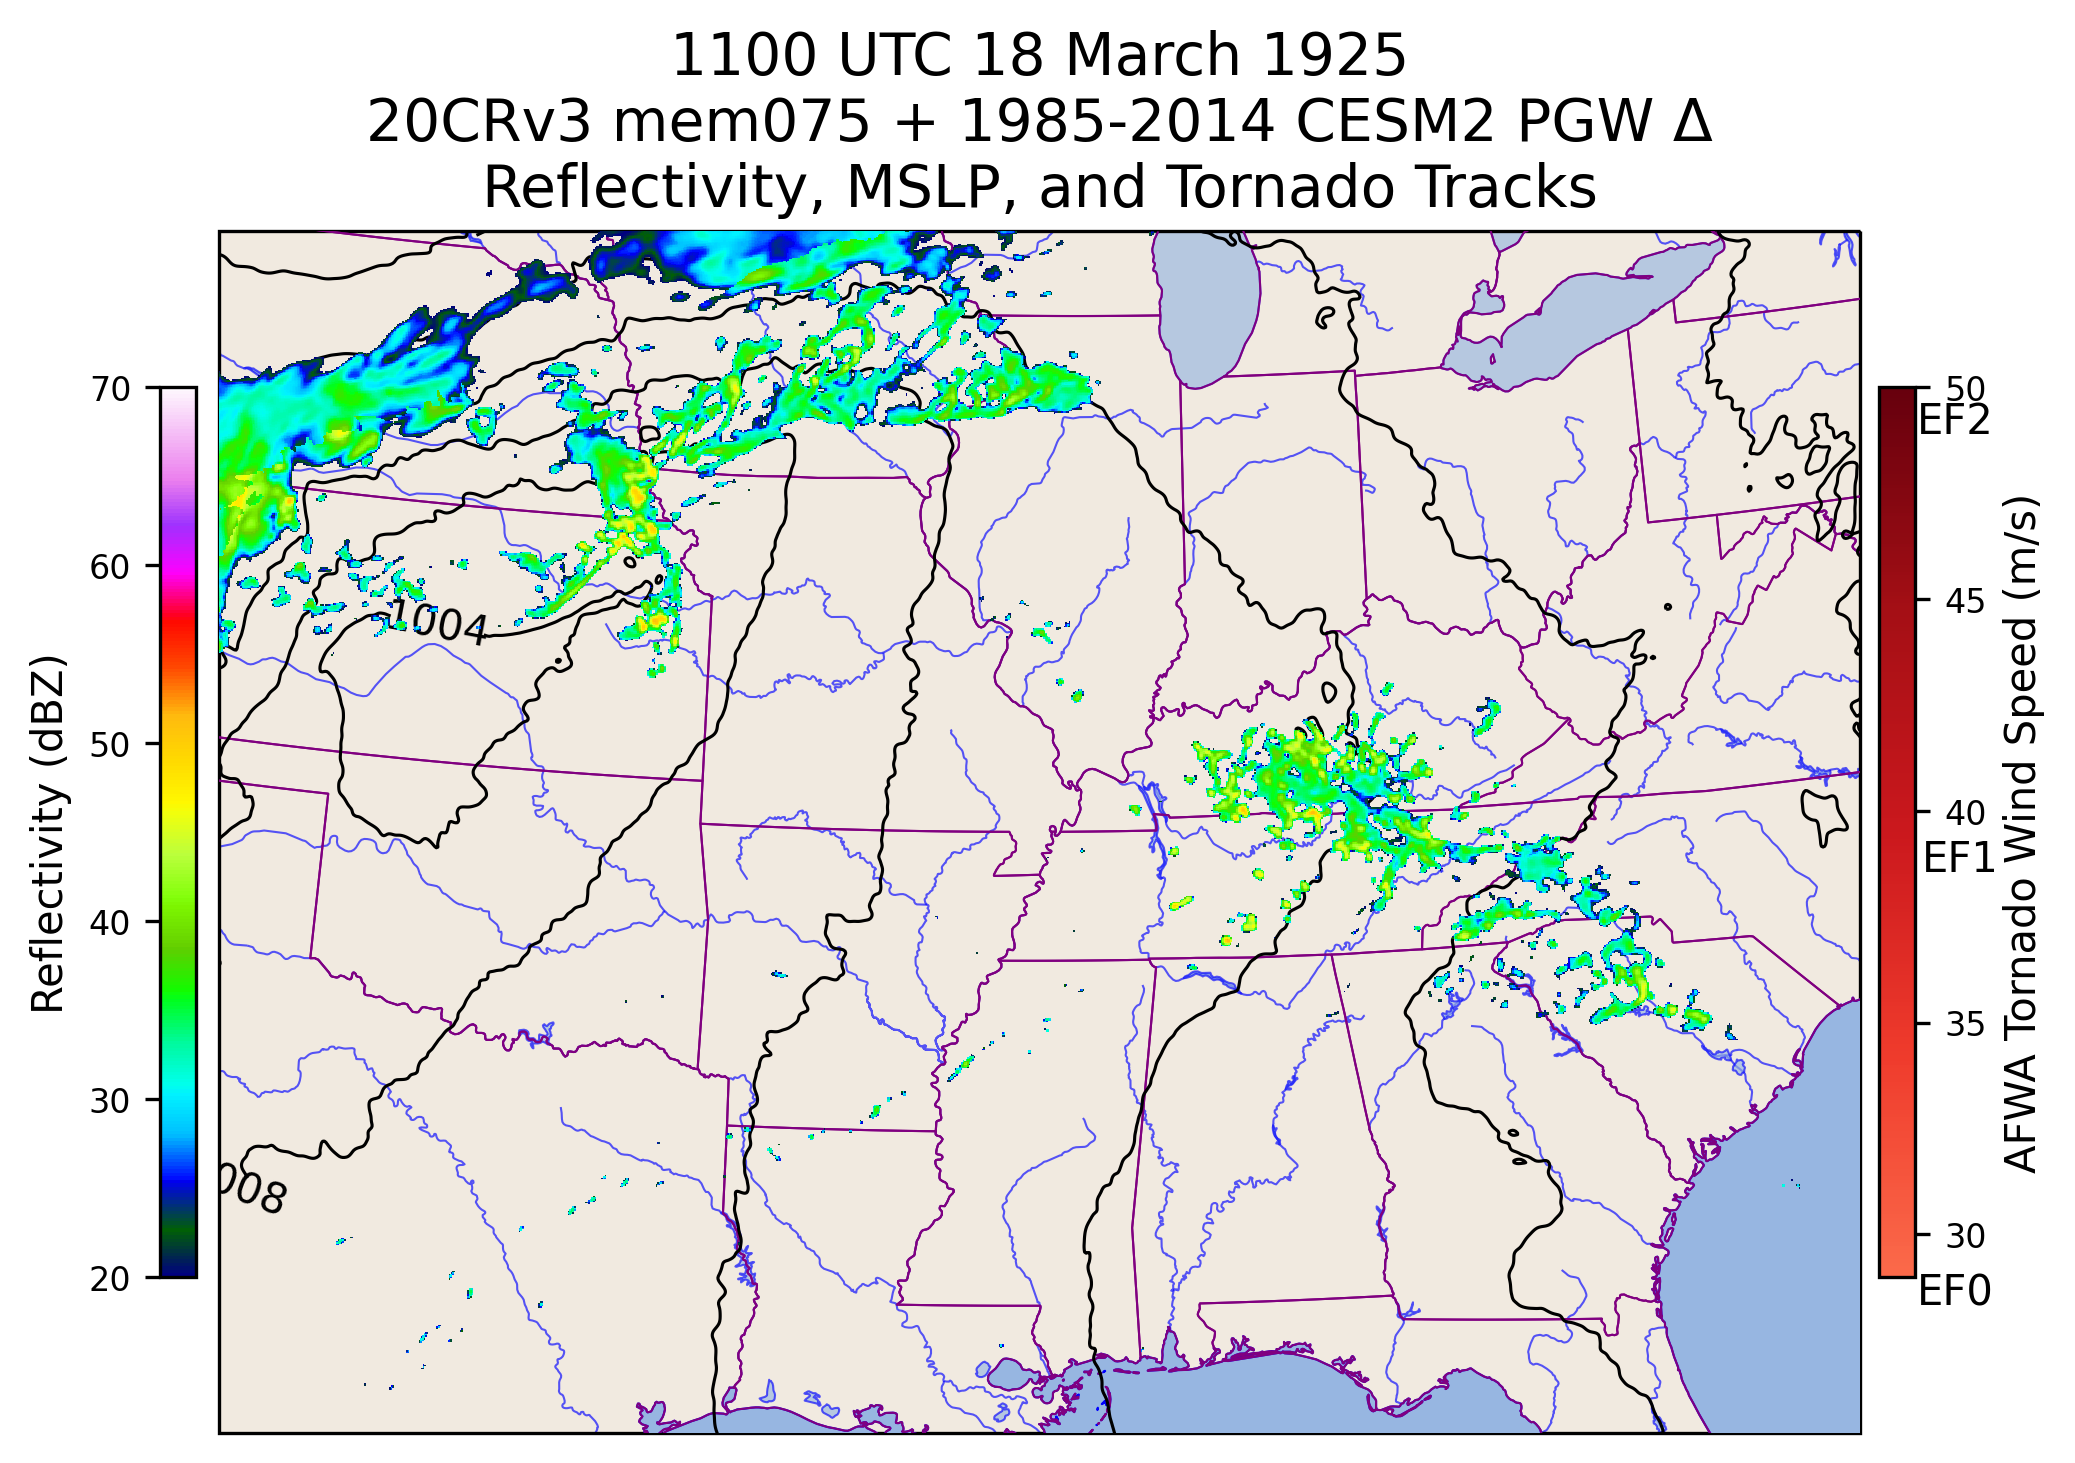 1100 UTC 18 March 1925
20CRv3 mem075 + 1985-2014 CESM2 PGW Δ
Reflectivity, MSLP, and Tornado Tracks
70
60
50
40
30
20
Reflectivity (dBZ)
1004
008
50
EF2
45
40
EF1
35
30
EF0
AFWA Tornado Wind Speed (m/s)